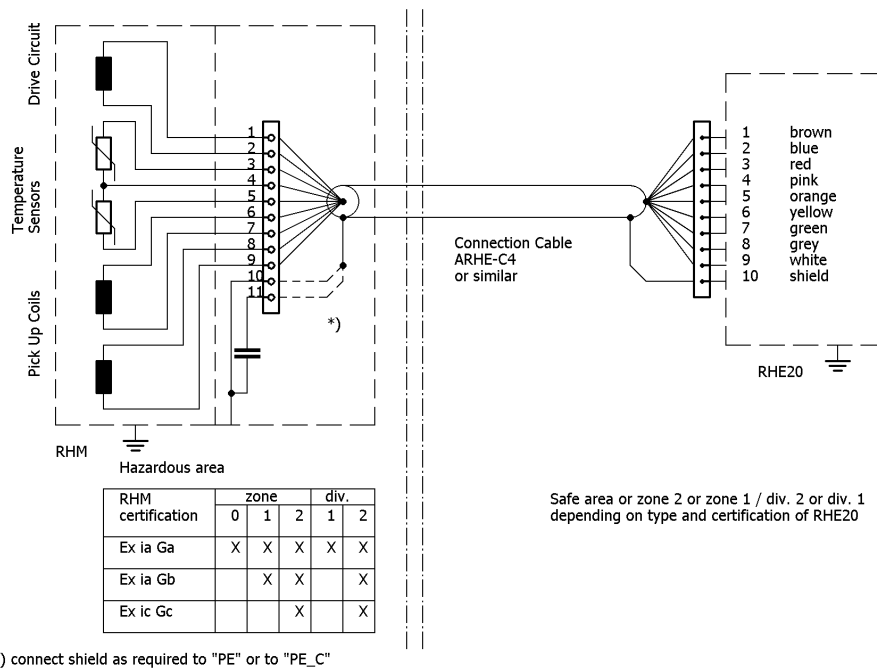 Drive Circuit
Temperature
Sensors
Pick Up Coils
1
2
3
4
5
6
7
8
9
10
11
*)
RHM
Hazardous area
Connection Cable
ARHE-C4
or similar
1 brown
2 blue
3 red
4 pink
5 orange
6 yellow
7 green
8 grey
9 white
10 shield
RHE20
RHM zone div.
certification 0 1 2 1 2
Ex ia Ga X X X X X
Ex ia Gb X X X
Ex ic Gc X X
Safe area or zone 2 or zone 1 / div. 2 or div. 1
depending on type and certification of RHE20
) connect shield as required to "PE" or to "PE_C"